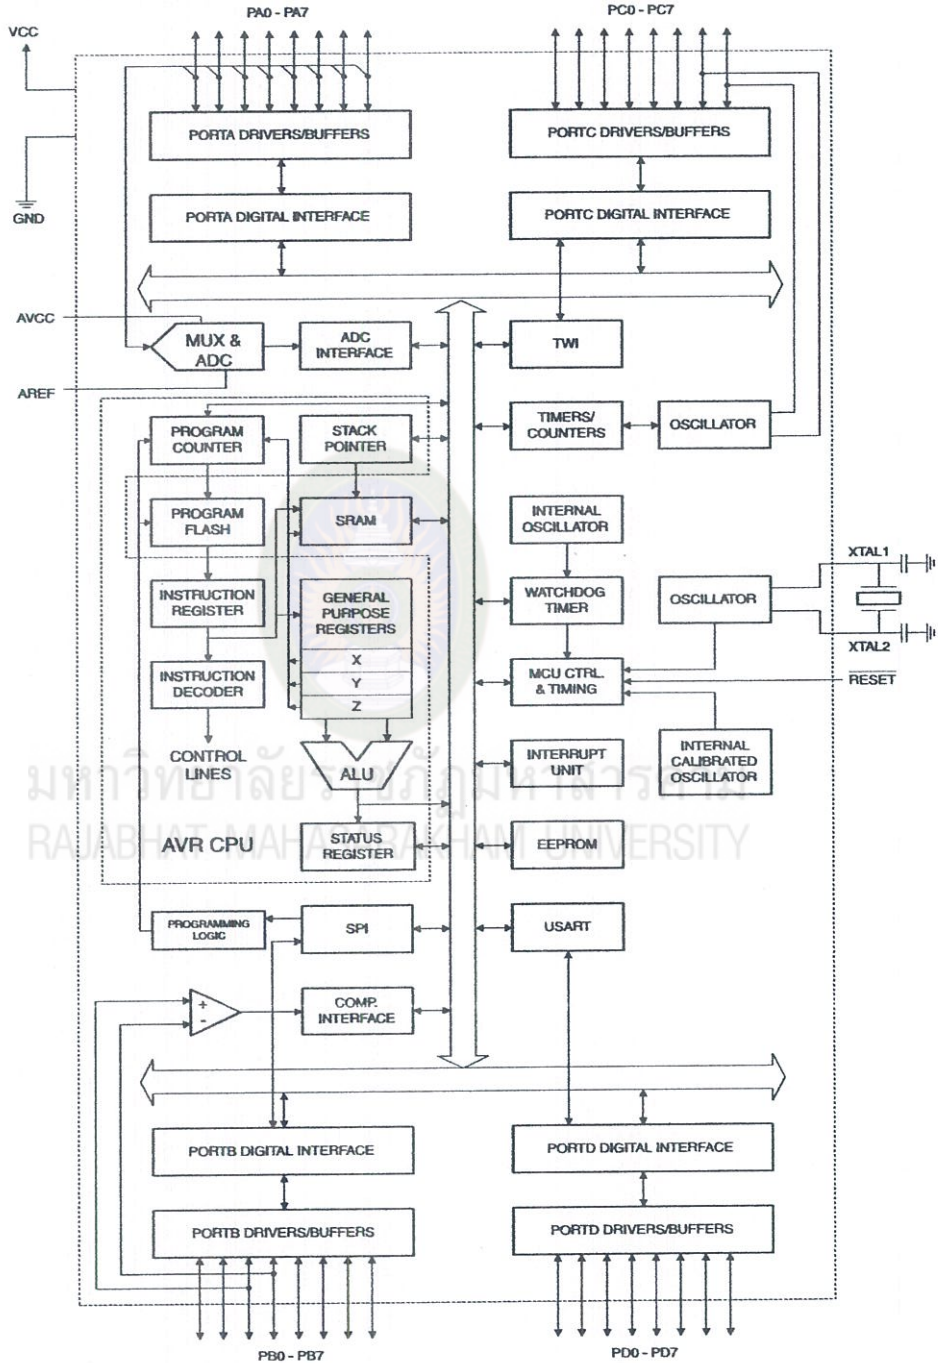 PA0 - PA7
PC0 - PC7
VCC
PORTA DRIVERS/BUFFERS
PORTC DRIVERS/BUFFERS
PORTA DIGITAL INTERFACE
PORTC DIGITAL INTERFACE
GND
AVCC
MUX &
ADC
ADC
INTERFACE
TWI
AREF
PROGRAM
COUNTER
STACK
POINTER
TIMERS/
COUNTERS
OSCILLATOR
PROGRAM
FLASH
SRAM
INTERNAL
OSCILLATOR
XTAL1
INSTRUCTION
REGISTER
GENERAL
PURPOSE
REGISTERS
WATCHDOG
TIMER
OSCILLATOR
XTAL2
X
INSTRUCTION
DECODER
Y
Z
MCU CTRL.
& TIMING
RESET
CONTROL
LINES
ALU
INTERRUPT
UNIT
INTERNAL
CALIBRATED
OSCILLATOR
มหาวิทยาลัยราชภัฏมหาสารคาม
RAJABHAT MAHASARAKHAM UNIVERSITY
AVR CPU
STATUS
REGISTER
EEPROM
PROGRAMMING
LOGIC
SPI
USART
+
-
COMP.
INTERFACE
PORTB DIGITAL INTERFACE
PORTD DIGITAL INTERFACE
PORTB DRIVERS/BUFFERS
PORTD DRIVERS/BUFFERS
PB0 - PB7
PD0 - PD7